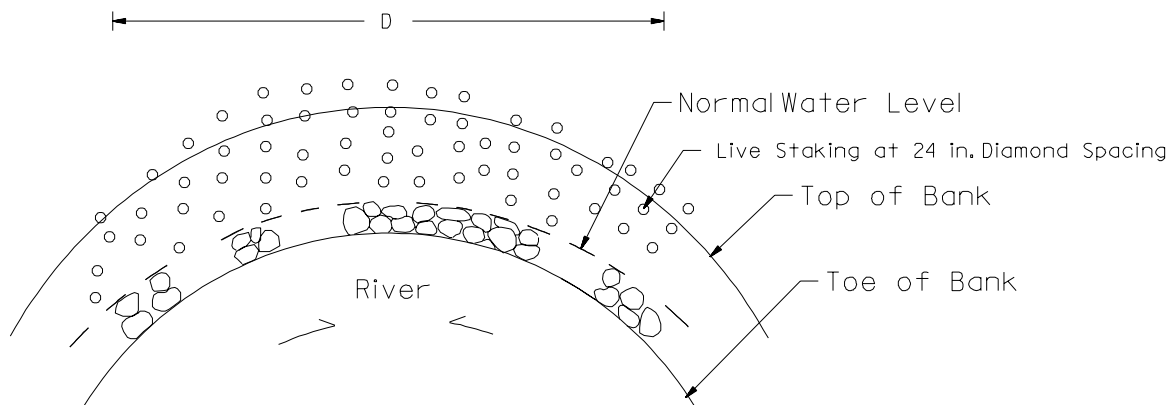 D
Normal Water Level
Live Staking at 24 in. Diamond Spacing
Top of Bank
Toe of Bank
River